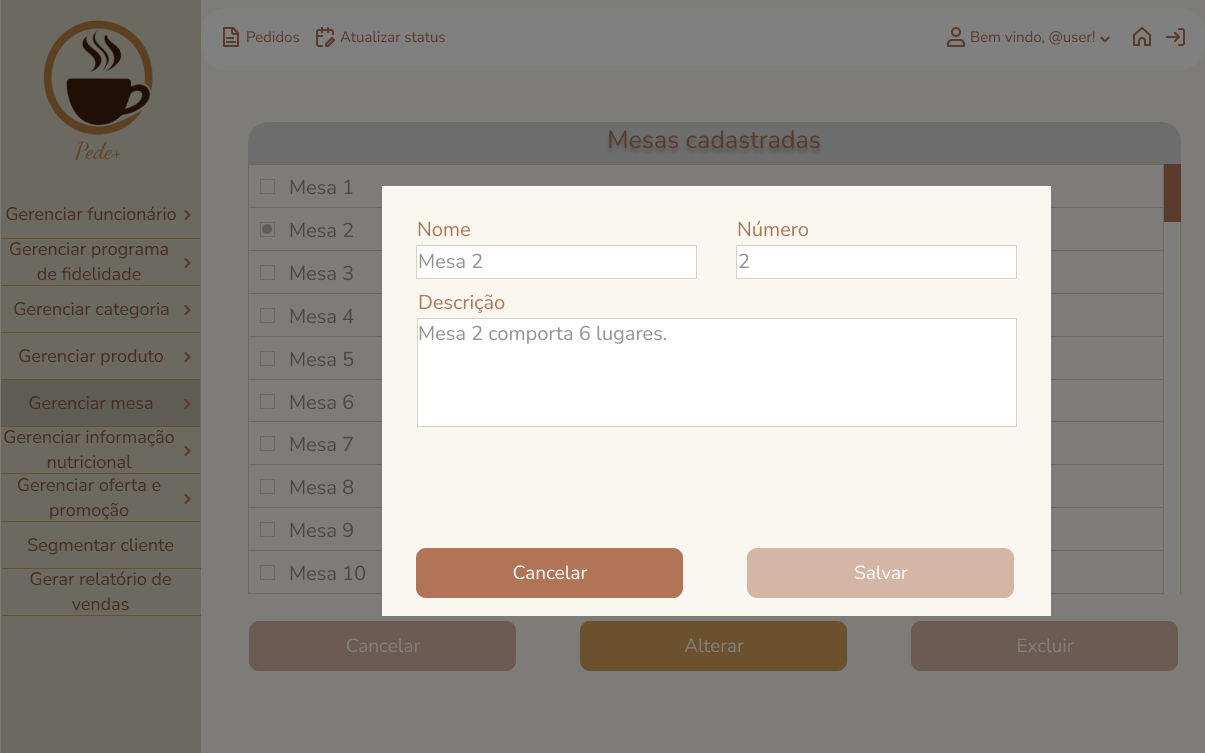 Pede+
Pedidos
Atualizar status
Bem vindo, @user!
Gerenciar funcionário
Gerenciar programa
de fidelidade
Gerenciar categoria
Gerenciar produto
Gerenciar mesa
Gerenciar informação
nutricional
Gerenciar oferta e
promoção
Segmentar cliente
Gerar relatório de
vendas
Mesas cadastradas
Mesa 1
Mesa 2
Mesa 3
Mesa 4
Mesa 5
Mesa 6
Mesa 7
Mesa 8
Mesa 9
Mesa 10
Nome
Mesa 2
Número
2
Descrição
Mesa 2 comporta 6 lugares.
Cancelar
Salvar
Cancelar
Alterar
Excluir